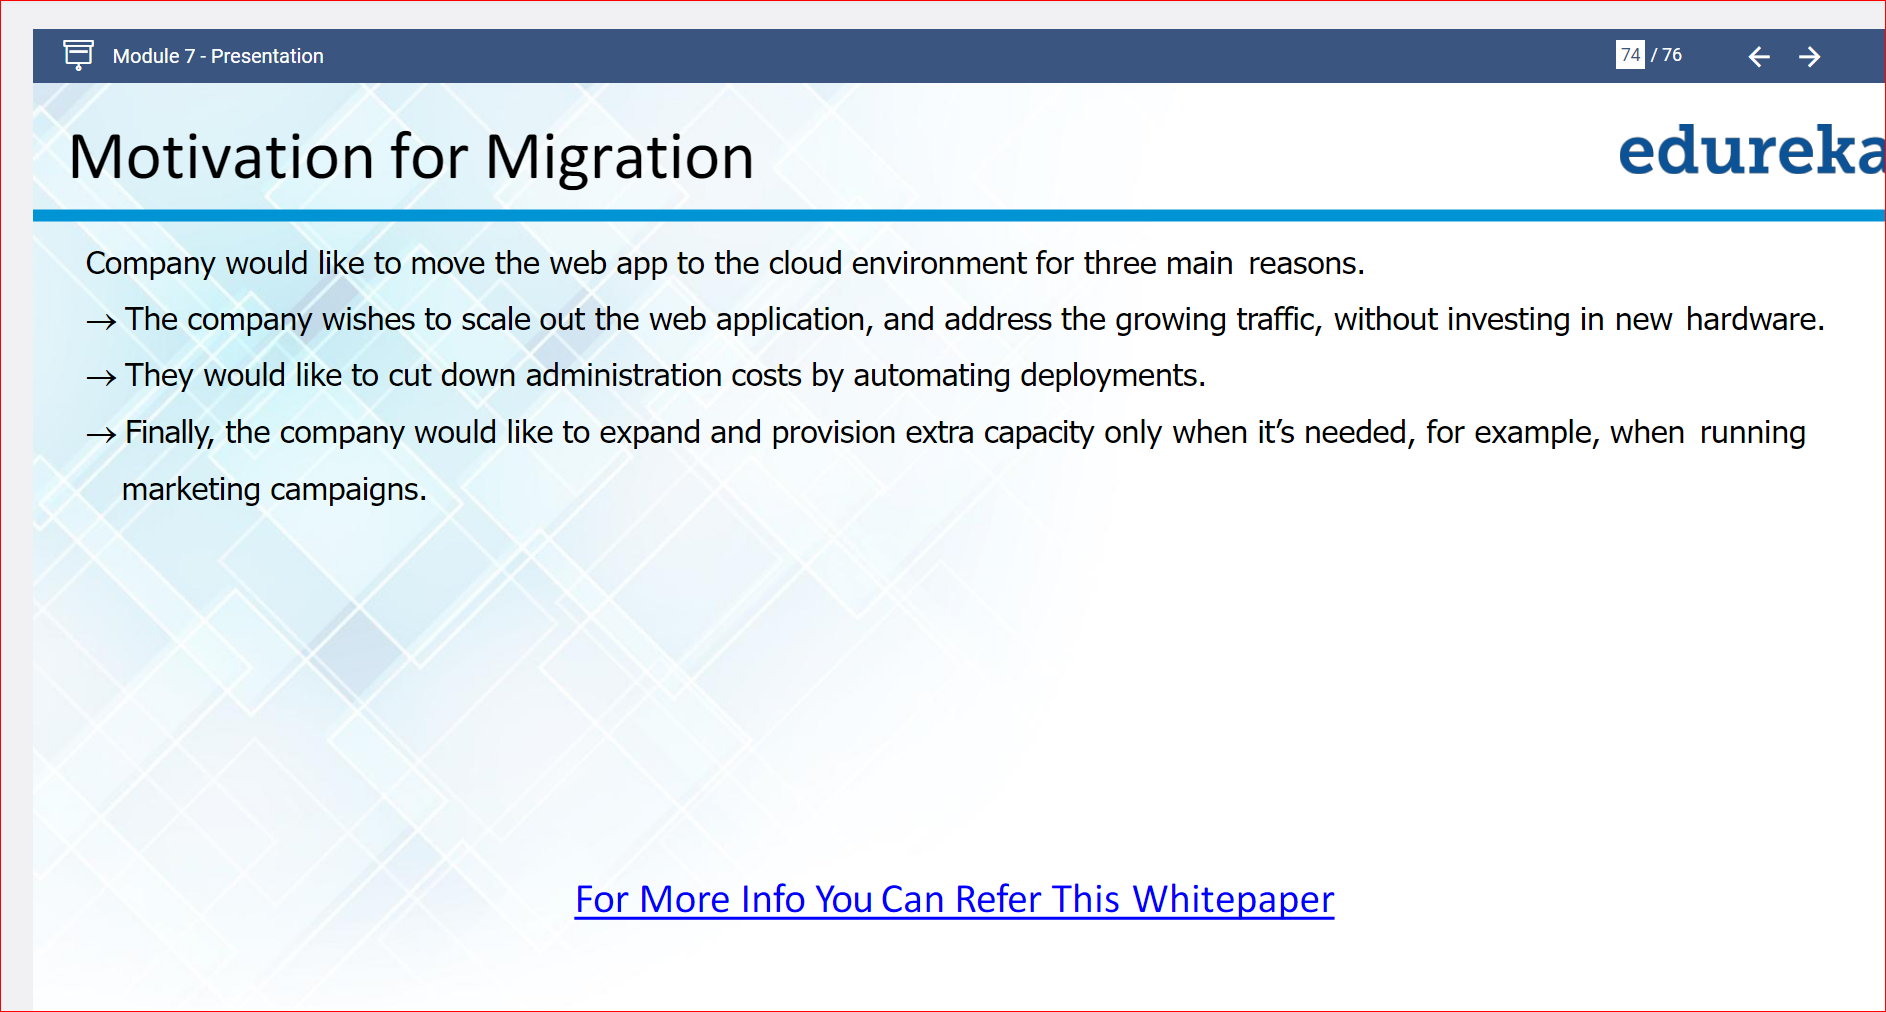 Module 7 - Presentation
74 / 76
Motivation for Migration
edureka
Company would like to move the web app to the cloud environment for three main reasons.
→ The company wishes to scale out the web application, and address the growing traffic, without investing in new hardware.
→ They would like to cut down administration costs by automating deployments.
→ Finally, the company would like to expand and provision extra capacity only when it’s needed, for example, when running
marketing campaigns.
For More Info You Can Refer This Whitepaper